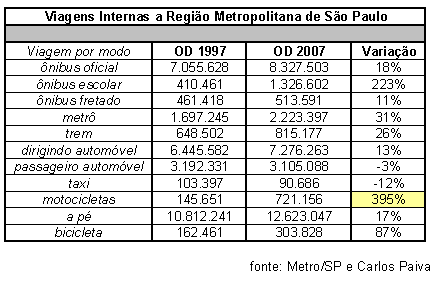 Viagens Internas a Região Metropolitana de São Paulo
Viagem por modo OD 1997 OD 2007 Variação
ônibus oficial 7.055.628 8.327.503 18%
ônibus escolar 410.461 1.326.602 223%
ônibus fretado 461.418 513.591 11%
metrô 1.697.245 2.223.397 31%
trem 648.502 815.177 26%
dirigindo automóvel 6.445.582 7.276.263 13%
passageiro automóvel 3.192.331 3.105.088 -3%
taxi 103.397 90.686 -12%
motocicletas 145.651 721.156 395%
a pé 10.812.241 12.623.047 17%
bicicleta 162.461 303.828 87%
fonte: Metro/SP e Carlos Paiva